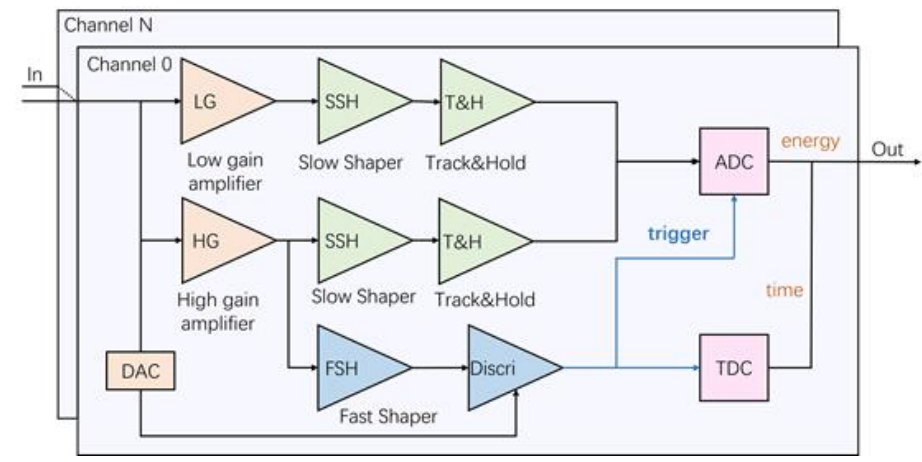 Channel N
Channel 0
In
LG
SSH
T&H
Low gain
amplifier
Slow Shaper
Track&Hold
ADC
energy
Out
HG
SSH
T&H
trigger
High gain
amplifier
Slow Shaper
Track&Hold
time
DAC
FSH
Discri
TDC
Fast Shaper